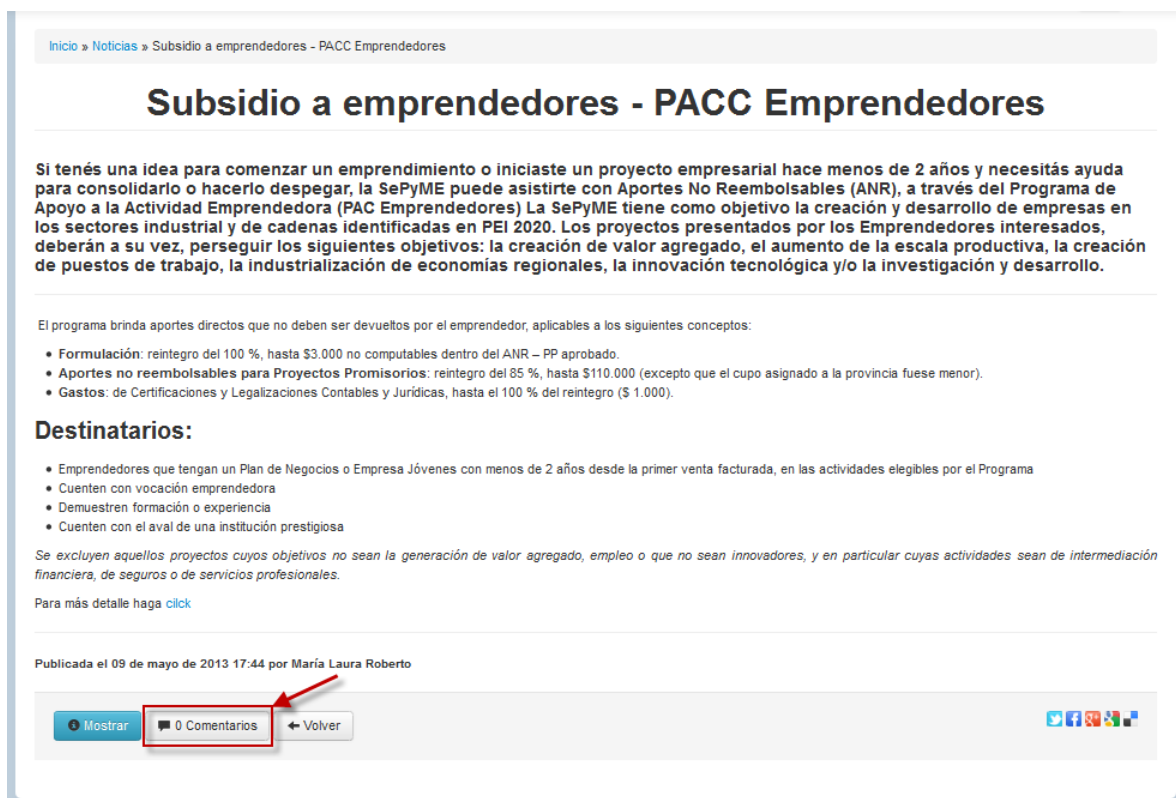 Inicio » Noticias » Subsidio a emprendedores - PACC Emprendedores
Subsidio a emprendedores - PACC Emprendedores
Si tenés una idea para comenzar un emprendimiento o iniciaste un proyecto empresarial hace menos de 2 años y necesitás ayuda
para consolidarlo o hacerlo despegar, la SePyME puede asistirte con Aportes No Reembolsables (ANR), a través del Programa de
Apoyo a la Actividad Emprendedora (PAC Emprendedores) La SePyME tiene como objetivo la creación y desarrollo de empresas en
los sectores industrial y de cadenas identificadas en PEI 2020. Los proyectos presentados por los Emprendedores interesados,
deberán a su vez, perseguir los siguientes objetivos: la creación de valor agregado, el aumento de la escala productiva, la creación
de puestos de trabajo, la industrialización de economías regionales, la innovación tecnológica y/o la investigación y desarrollo.
El programa brinda aportes directos que no deben ser devueltos por el emprendedor, aplicables a los siguientes conceptos:
• Formulación: reintegro del 100 %, hasta $3.000 no computables dentro del ANR – PP aprobado.
• Aportes no reembolsables para Proyectos Promisorios: reintegro del 85 %, hasta $110.000 (excepto que el cupo asignado a la provincia fuese menor).
• Gastos: de Certificaciones y Legalizaciones Contables y Jurídicas, hasta el 100 % del reintegro ($ 1.000).
Destinatarios:
• Emprendedores que tengan un Plan de Negocios o Empresa Jóvenes con menos de 2 años desde la primer venta facturada, en las actividades elegibles por el Programa
• Cuenten con vocación emprendedora
• Demuestren formación o experiencia
• Cuenten con el aval de una institución prestigiosa
Se excluyen aquellos proyectos cuyos objetivos no sean la generación de valor agregado, empleo o que no sean innovadores, y en particular cuyas actividades sean de intermediación
financiera, de seguros o de servicios profesionales.
Para más detalle haga cilck
Publicada el 09 de mayo de 2013 17:44 por María Laura Roberto
Mostrar 0 Comentarios Volver